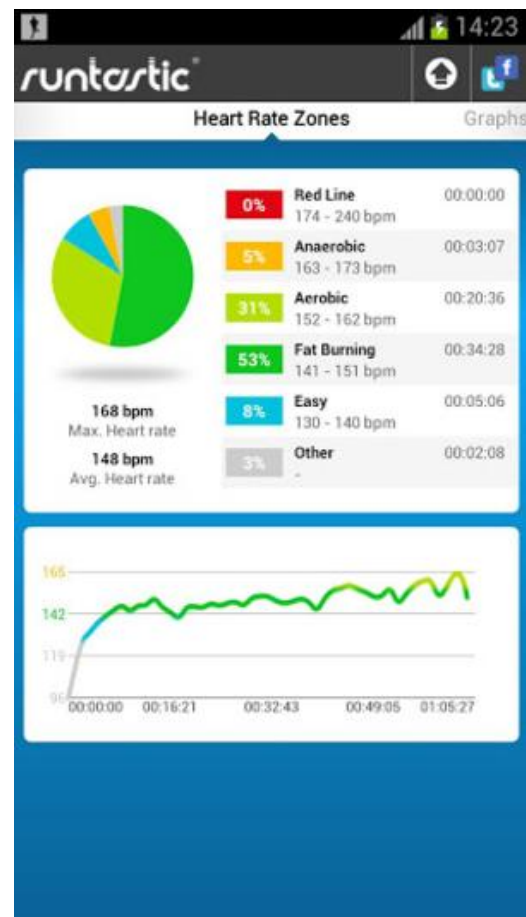 14:23
runtastic®
Heart Rate Zones Graphs
0% Red Line 00:00:00
174 - 240 bpm
5% Anaerobic 00:03:07
163 - 173 bpm
31% Aerobic 00:20:36
152 - 162 bpm
53% Fat Burning 00:34:28
141 - 151 bpm
8% Easy 00:05:06
130 - 140 bpm
3% Other 00:02:08
-
168 bpm
Max. Heart rate
148 bpm
Avg. Heart rate
165
142
119
96
00:00:00 00:16:21 00:32:43 00:49:05 01:05:27